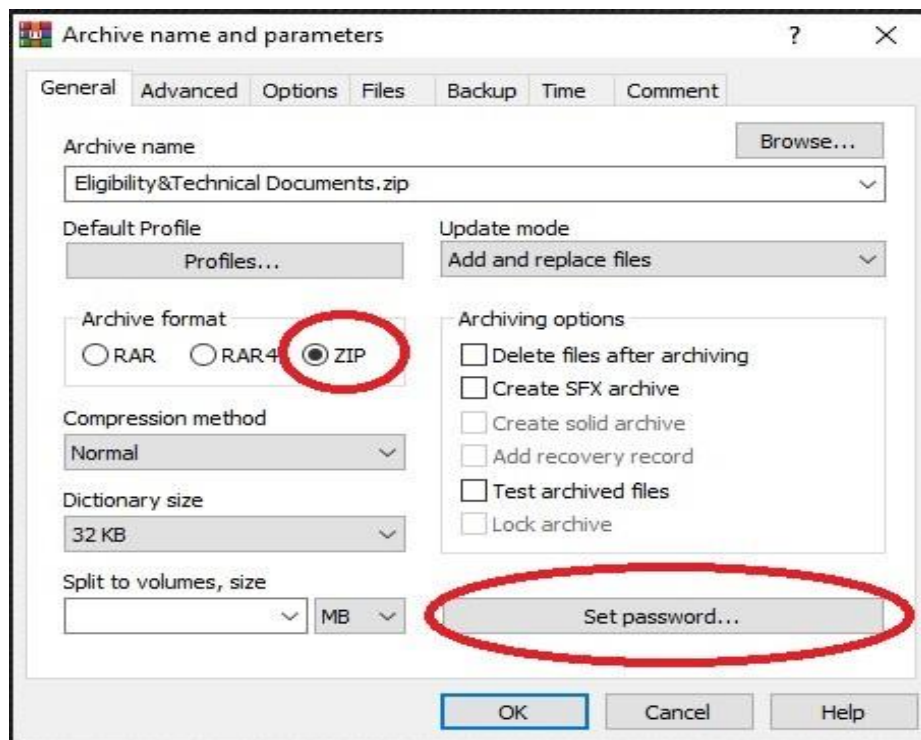 Archive name and parameters ?
General Advanced Options Files Backup Time Comment
Archive name
Browse...
Eligibility&Technical Documents.zip
Default Profile
Profiles...
Update mode
Add and replace files
Archive format
RAR RAR4 ZIP
Archiving options
Delete files after archiving
Create SFX archive
Create solid archive
Add recovery record
Test archived files
Lock archive
Compression method
Normal
Dictionary size
32 KB
Split to volumes, size
MB
Set password...
OK Cancel Help